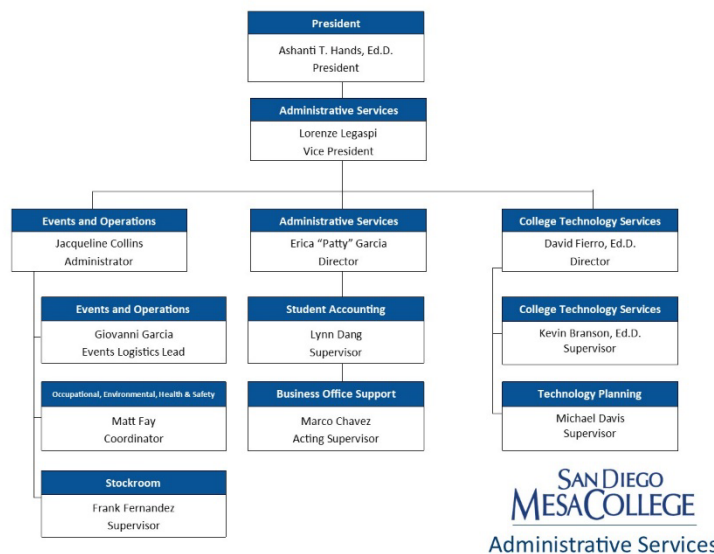 President
Ashanti T. Hands, Ed.D.
President
Administrative Services
Lorenze Legaspi
Vice President
Events and Operations
Jacqueline Collins
Administrator
Administrative Services
Erica "Patty" Garcia
Director
College Technology Services
David Fierro, Ed.D.
Director
Events and Operations
Giovanni Garcia
Events Logistics Lead
Student Accounting
Lynn Dang
Supervisor
College Technology Services
Kevin Branson, Ed.D.
Supervisor
Occupational, Environmental, Health & Safety
Matt Fay
Coordinator
Business Office Support
Marco Chavez
Acting Supervisor
Technology Planning
Michael Davis
Supervisor
Stockroom
Frank Fernandez
Supervisor
SAN DIEGO
MESA COLLEGE
Administrative Services